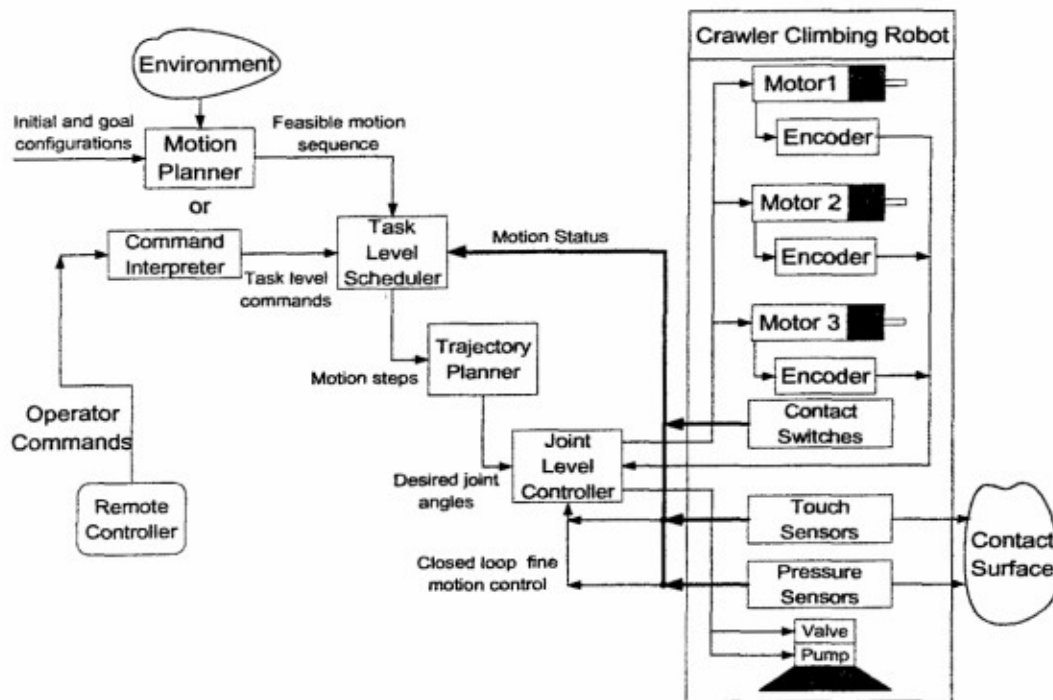 Crawler Climbing Robot
Environment
Motor1
Initial and goal
configurations
Feasible motion
sequence
Motion
Planner
Encoder
or
Motor 2
Command
Interpreter
Task
Level
Scheduler
Motion Status
Task level
commands
Encoder
Motor 3
Trajectory
Planner
Motion steps
Encoder
Operator
Commands
Contact
Switches
Joint
Level
Controller
Desired joint
angles
Remote
Controller
Touch
Sensors
Contact
Surface
Closed loop fine
motion control
Pressure
Sensors
Valve
Pump